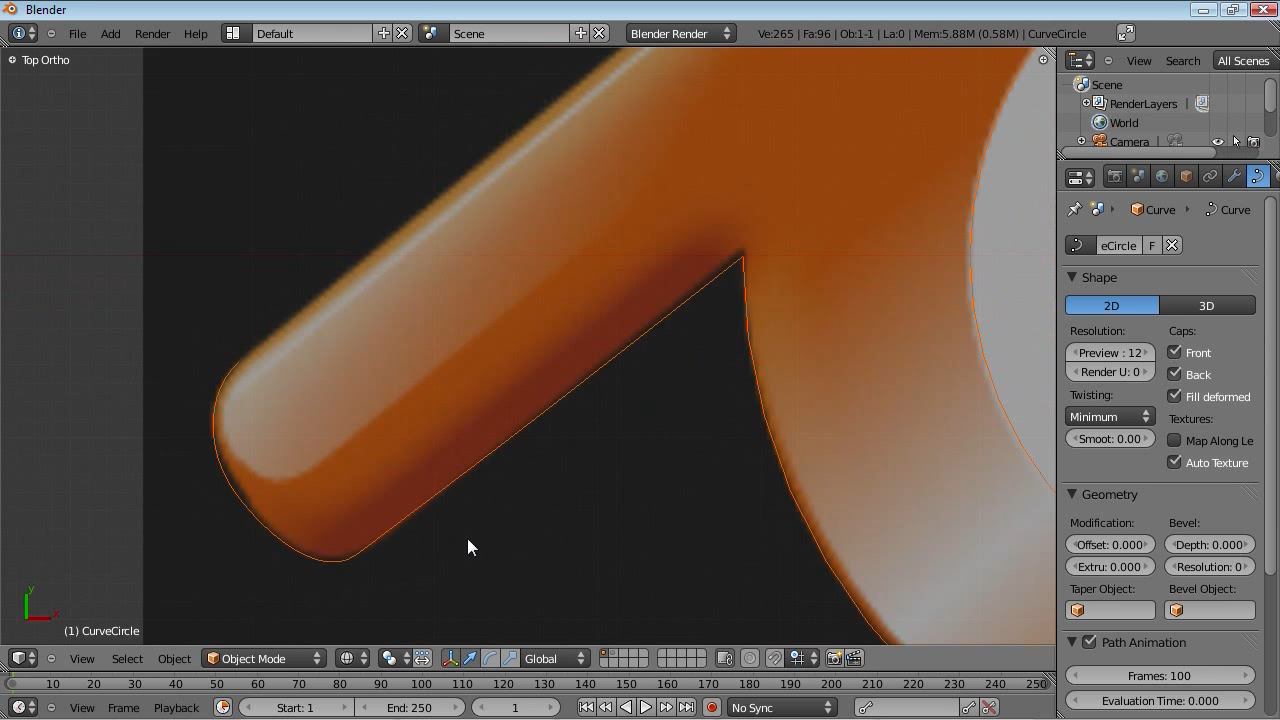 Blender
File Add Render Help Default Scene Blender Render Ve:265 | Fa:96 | Ob:1-1 | La:0 | Mem:5.88M (0.58M) | CurveCircle
Top Ortho
View Search All Scenes
Scene
RenderLayers
World
Camera
Curve Curve
eCircle F
Shape
2D 3D
Resolution: Caps:
Preview : 12 Front
Render U: 0 Back
Twisting: Fill deformed
Minimum Textures:
Smoot: 0.00 Map Along Le
Auto Texture
Geometry
Modification: Bevel:
Offset: 0.000 Depth: 0.000
Extru: 0.000 Resolution: 0
Taper Object: Bevel Object:
y
x
(1) CurveCircle
Path Animation
Frames: 100
Evaluation Time: 0.000
View Select Object Object Mode Global
10 20 30 40 50 60 70 80 90 100 110 120 130 140 150 160 170 180 190 200 210 220 230 240 250
View Frame Playback Start: 1 End: 250 1 No Sync